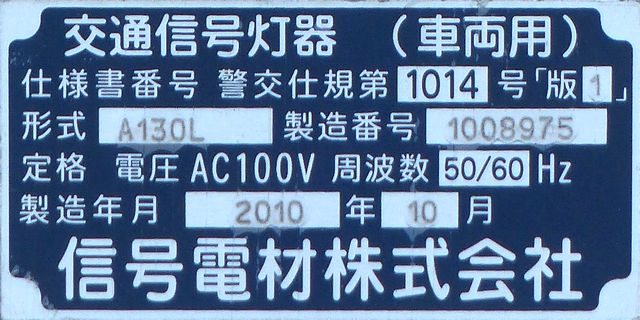 交通信号灯器 (車両用)
仕様書番号 警交仕規第 1014 号「版 1」
形式 A130L 製造番号 1008975
定格 電圧 AC100V 周波数 50/60 Hz
製造年月 2010 年 10 月
信号電材株式会社